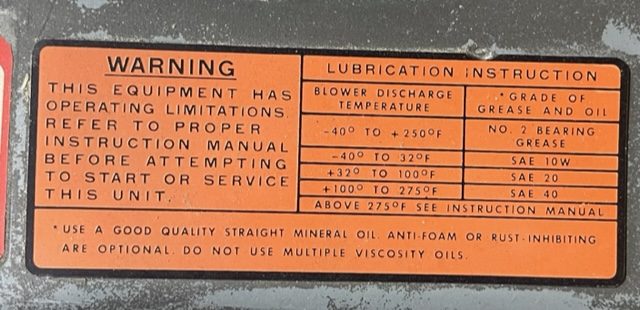 WARNING
THIS EQUIPMENT HAS
OPERATING LIMITATIONS.
REFER TO PROPER
INSTRUCTION MANUAL
BEFORE ATTEMPTING
TO START OR SERVICE
THIS UNIT.
LUBRICATION INSTRUCTION
BLOWER DISCHARGE TEMPERATURE
* GRADE OF GREASE AND OIL
-40° TO +250°F NO. 2 BEARING GREASE
-40° TO 32°F SAE 10W
+32° TO 100°F SAE 20
+100° TO 275°F SAE 40
ABOVE 275°F SEE INSTRUCTION MANUAL
* USE A GOOD QUALITY STRAIGHT MINERAL OIL. ANTI-FOAM OR RUST-INHIBITING
ARE OPTIONAL. DO NOT USE MULTIPLE VISCOSITY OILS.